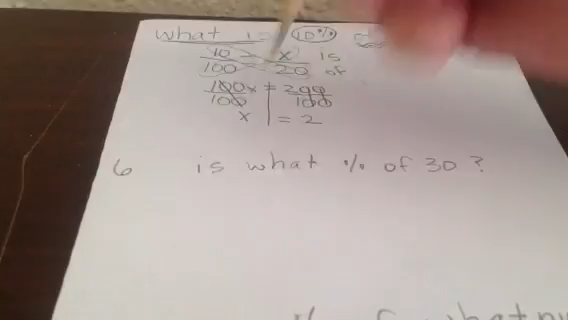 What is 10%
10 = x is
100 20 of
100x = 200
100 100
x = 2
6 is what % of 30?
% of what